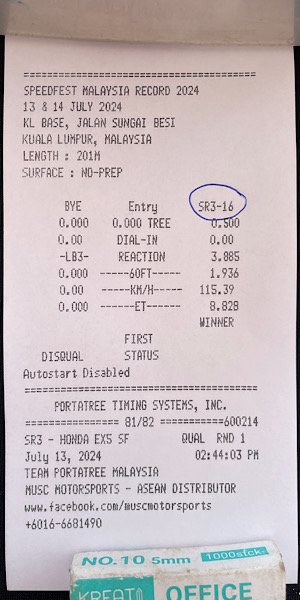 =====================================
SPEEDFEST MALAYSIA RECORD 2024
13 & 14 JULY 2024
KL BASE, JALAN SUNGAI BESI
KUALA LUMPUR, MALAYSIA
LENGTH : 201M
SURFACE : NO-PREP
BYE Entry SR3-16
0.000 0.000 TREE 0.500
0.00 DIAL-IN 0.00
-LB3- REACTION 3.885
0.000 -----60FT------ 1.936
0.00 -----KM/H------ 115.39
0.000 ------ET------- 8.828
WINNER
FIRST
DISQUAL STATUS
Autostart Disabled
=====================================
PORTATREE TIMING SYSTEMS, INC.
=============== 81/82 ===========600214
SR3 - HONDA EX5 SF QUAL RND 1
July 13, 2024 02:44:03 PM
TEAM PORTATREE MALAYSIA
MUSC MOTORSPORTS - ASEAN DISTRIBUTOR
www.facebook.com/muscmotorsports
+6016-6681490
NO.10 5mm 1000stck.
OFFICE